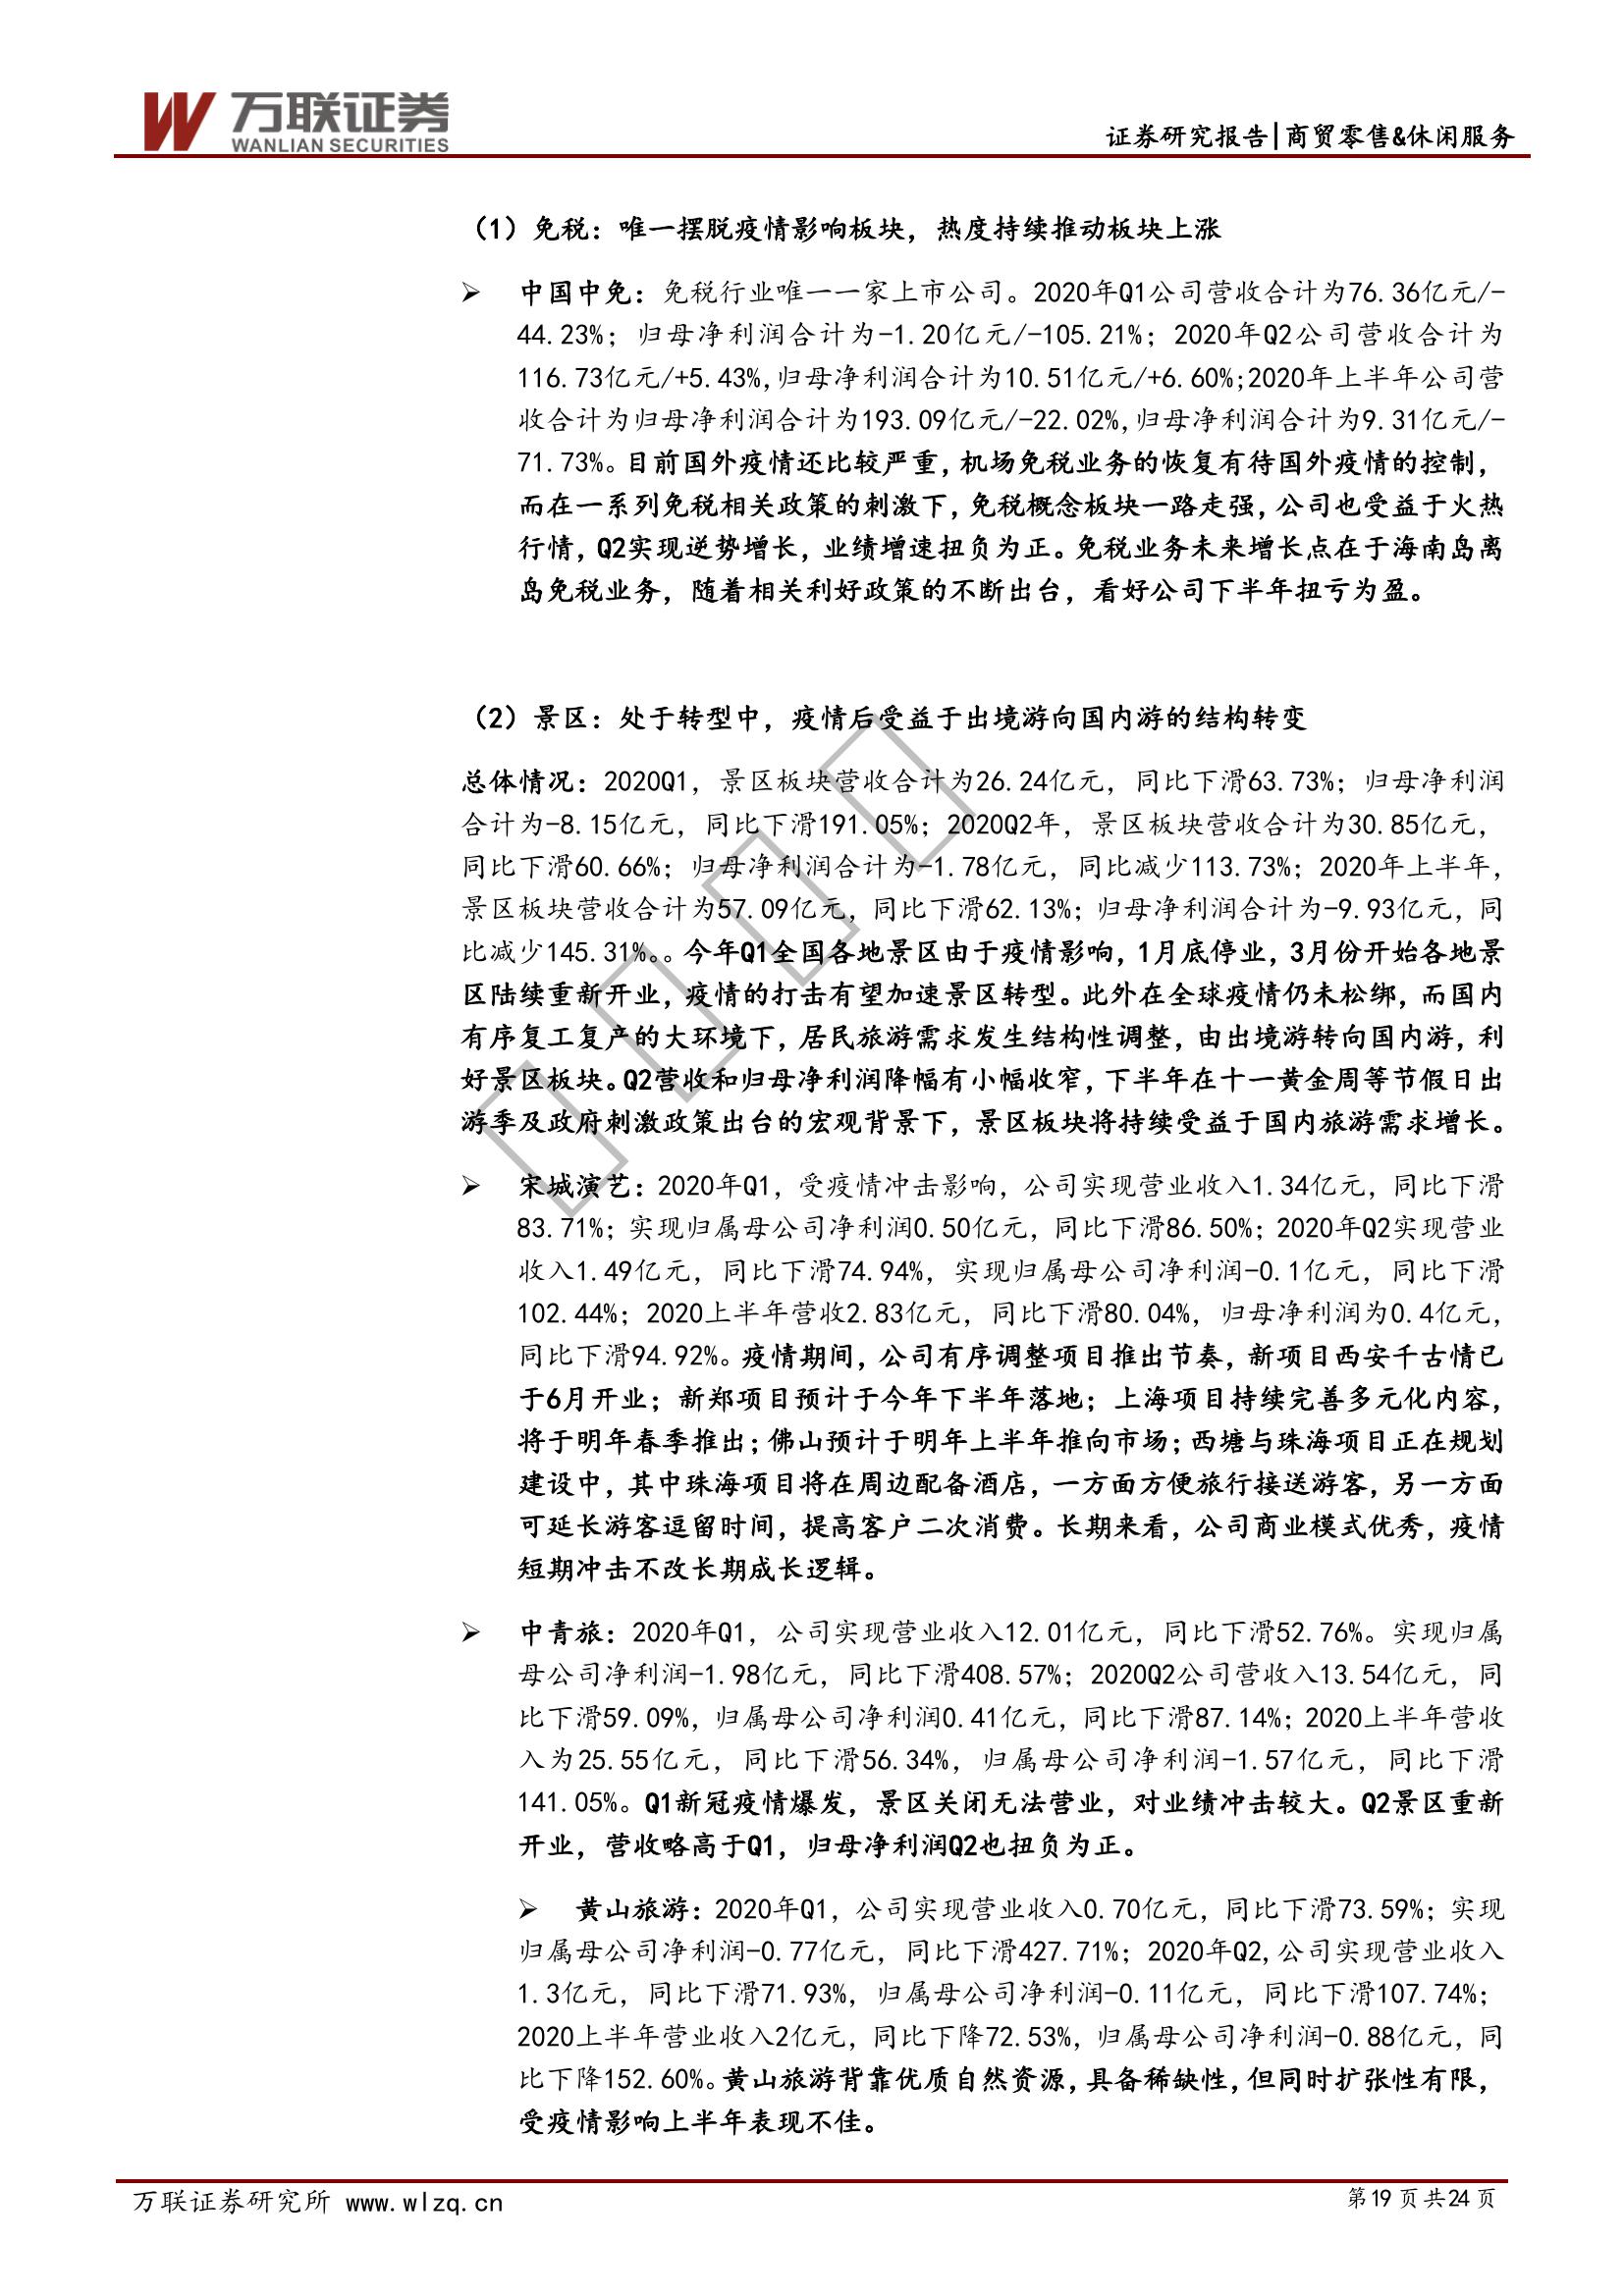 万联证券
WANLIAN SECURITIES
证券研究报告|商贸零售&休闲服务
（1）免税：唯一摆脱疫情影响板块，热度持续推动板块上涨
➢ 中国中免：免税行业唯一一家上市公司。2020年Q1公司营收合计为76.36亿元/-
44.23%；归母净利润合计为-1.20亿元/-105.21%；2020年Q2公司营收合计为
116.73亿元/+5.43%,归母净利润合计为10.51亿元/+6.60%;2020年上半年公司营
收合计为归母净利润合计为193.09亿元/-22.02%,归母净利润合计为9.31亿元/-
71.73%。目前国外疫情还比较严重，机场免税业务的恢复有待国外疫情的控制，
而在一系列免税相关政策的刺激下，免税概念板块一路走强，公司也受益于火热
行情，Q2实现逆势增长，业绩增速扭负为正。免税业务未来增长点在于海南岛离
岛免税业务，随着相关利好政策的不断出台，看好公司下半年扭亏为盈。
（2）景区：处于转型中，疫情后受益于出境游向国内游的结构转变
总体情况：2020Q1，景区板块营收合计为26.24亿元，同比下滑63.73%；归母净利润
合计为-8.15亿元，同比下滑191.05%；2020Q2年，景区板块营收合计为30.85亿元，
同比下滑60.66%；归母净利润合计为-1.78亿元，同比减少113.73%；2020年上半年，
景区板块营收合计为57.09亿元，同比下滑62.13%；归母净利润合计为-9.93亿元，同
比减少145.31%。。今年Q1全国各地景区由于疫情影响，1月底停业，3月份开始各地景
区陆续重新开业，疫情的打击有望加速景区转型。此外在全球疫情仍未松绑，而国内
有序复工复产的大环境下，居民旅游需求发生结构性调整，由出境游转向国内游，利
好景区板块。Q2营收和归母净利润降幅有小幅收窄，下半年在十一黄金周等节假日出
游季及政府刺激政策出台的宏观背景下，景区板块将持续受益于国内旅游需求增长。
➢ 宋城演艺：2020年Q1，受疫情冲击影响，公司实现营业收入1.34亿元，同比下滑
83.71%；实现归属母公司净利润0.50亿元，同比下滑86.50%；2020年Q2实现营业
收入1.49亿元，同比下滑74.94%，实现归属母公司净利润-0.1亿元，同比下滑
102.44%；2020上半年营收2.83亿元，同比下滑80.04%，归母净利润为0.4亿元，
同比下滑94.92%。疫情期间，公司有序调整项目推出节奏，新项目西安千古情已
于6月开业；新郑项目预计于今年下半年落地；上海项目持续完善多元化内容，
将于明年春季推出；佛山预计于明年上半年推向市场；西塘与珠海项目正在规划
建设中，其中珠海项目将在周边配备酒店，一方面方便旅行接送游客，另一方面
可延长游客逗留时间，提高客户二次消费。长期来看，公司商业模式优秀，疫情
短期冲击不改长期成长逻辑。
➢ 中青旅：2020年Q1，公司实现营业收入12.01亿元，同比下滑52.76%。实现归属
母公司净利润-1.98亿元，同比下滑408.57%；2020Q2公司营收入13.54亿元，同
比下滑59.09%，归属母公司净利润0.41亿元，同比下滑87.14%；2020上半年营收
入为25.55亿元，同比下滑56.34%，归属母公司净利润-1.57亿元，同比下滑
141.05%。Q1新冠疫情爆发，景区关闭无法营业，对业绩冲击较大。Q2景区重新
开业，营收略高于Q1，归母净利润Q2也扭负为正。
➢ 黄山旅游：2020年Q1，公司实现营业收入0.70亿元，同比下滑73.59%；实现
归属母公司净利润-0.77亿元，同比下滑427.71%；2020年Q2,公司实现营业收入
1.3亿元，同比下滑71.93%，归属母公司净利润-0.11亿元，同比下滑107.74%；
2020上半年营业收入2亿元，同比下降72.53%，归属母公司净利润-0.88亿元，同
比下降152.60%。黄山旅游背靠优质自然资源，具备稀缺性，但同时扩张性有限，
受疫情影响上半年表现不佳。
万联证券研究所 www.wlzq.cn
第19 页 共24 页